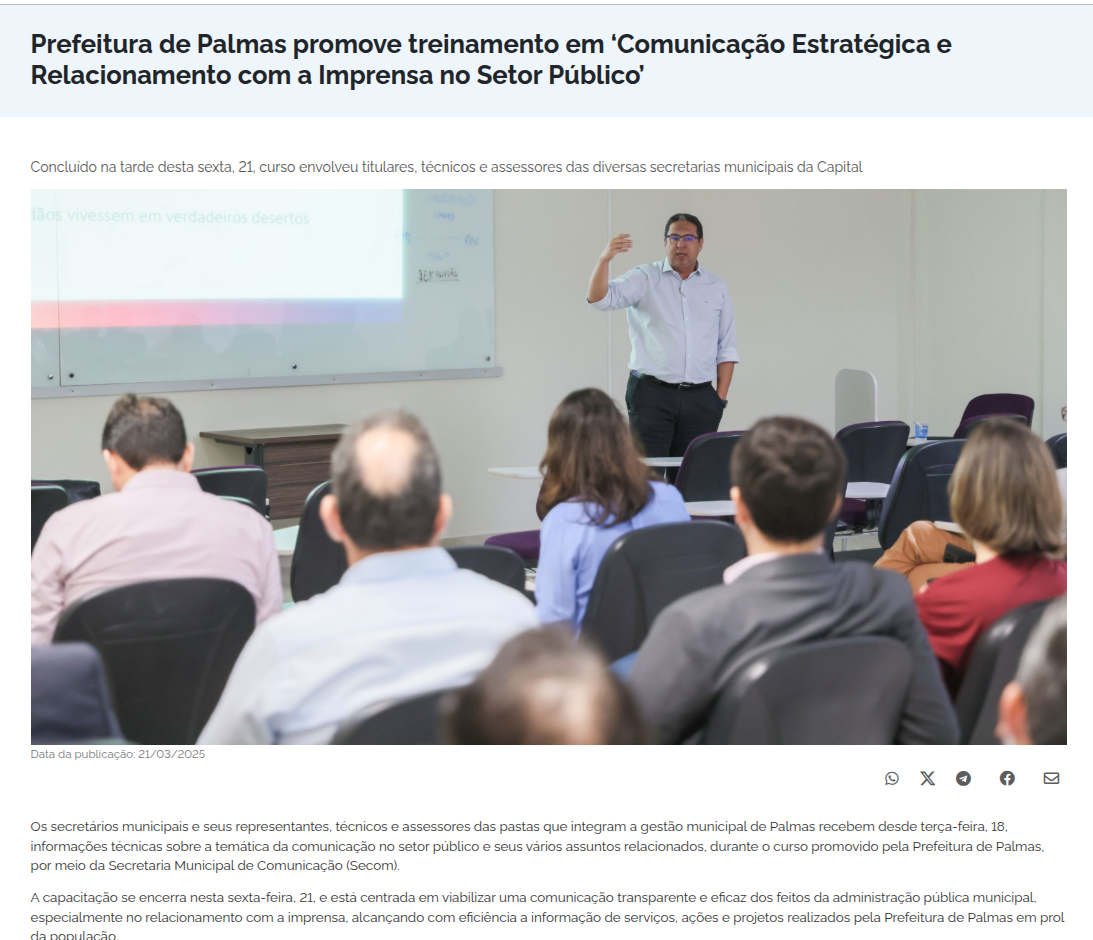 Prefeitura de Palmas promove treinamento em ‘Comunicação Estratégica e
Relacionamento com a Imprensa no Setor Público’
Concluído na tarde desta sexta, 21, curso envolveu titulares, técnicos e assessores das diversas secretarias municipais da Capital
vivessem em verdadeiros desertos
Data da publicação: 21/03/2025
Os secretários municipais e seus representantes, técnicos e assessores das pastas que integram a gestão municipal de Palmas recebem desde terça-feira, 18,
informações técnicas sobre a temática da comunicação no setor público e seus vários assuntos relacionados, durante o curso promovido pela Prefeitura de Palmas,
por meio da Secretaria Municipal de Comunicação (Secom).
A capacitação se encerra nesta sexta-feira, 21, e está centrada em viabilizar uma comunicação transparente e eficaz dos feitos da administração pública municipal,
especialmente no relacionamento com a imprensa, alcançando com eficiência a informação de serviços, ações e projetos realizados pela Prefeitura de Palmas em prol
da população.